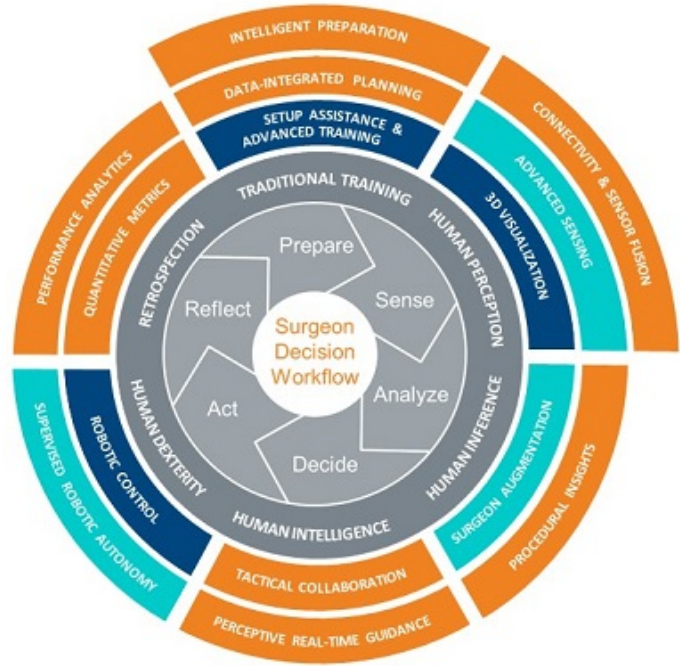 INTELLIGENT PREPARATION
DATA-INTEGRATED PLANNING
SETUP ASSISTANCE &
ADVANCED TRAINING
TRADITIONAL TRAINING
Prepare
CONNECTIVITY & SENSOR FUSION
ADVANCED SENSING
3D VISUALIZATION
HUMAN PERCEPTION
Sense
PROCEDURAL INSIGHTS
SURGEON AUGMENTATION
HUMAN INFERENCE
Analyze
PERCEPTIVE REAL-TIME GUIDANCE
TACTICAL COLLABORATION
HUMAN INTELLIGENCE
Decide
SUPERVISED ROBOTIC AUTONOMY
ROBOTIC CONTROL
HUMAN DEXTERITY
Act
PERFORMANCE ANALYTICS
QUANTITATIVE METRICS
RETROSPECTION
Reflect
Surgeon
Decision
Workflow